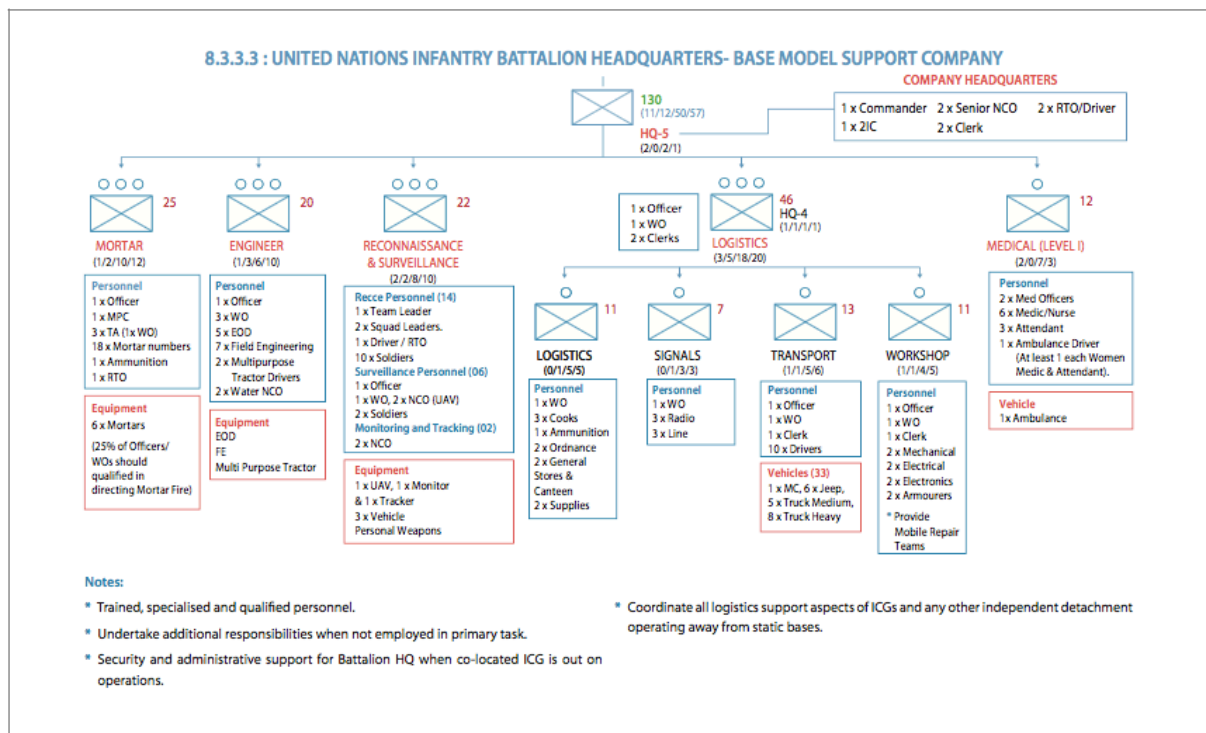 8.3.3.3 : UNITED NATIONS INFANTRY BATTALION HEADQUARTERS- BASE MODEL SUPPORT COMPANY
130
(11/12/50/57)
HQ-5
(2/0/2/1)
COMPANY HEADQUARTERS
1 x Commander 2 x Senior NCO 2 x RTO/Driver
1 x 2IC 2 x Clerk
25
MORTAR
(1/2/10/12)
Personnel
1 x Officer
1 x MPC
3 x TA (1x WO)
18 x Mortar numbers
1 x Ammunition
1 x RTO
Equipment
6 x Mortars
(25% of Officers/
WOs should
qualified in
directing Mortar Fire)
20
ENGINEER
(1/3/6/10)
Personnel
1 x Officer
3 x WO
5 x EOD
7 x Field Engineering
2 x Multipurpose
Tractor Drivers
2 x Water NCO
Equipment
EOD
FE
Multi Purpose Tractor
22
RECONNAISSANCE
& SURVEILLANCE
(2/2/8/10)
Recce Personnel (14)
1 x Team Leader
2 x Squad Leaders.
1 x Driver / RTO
10 x Soldiers
Surveillance Personnel (06)
1 x Officer
1 x WO, 2 x NCO (UAV)
2 x Soldiers
Monitoring and Tracking (02)
2 x NCO
Equipment
1 x UAV, 1 x Monitor
& 1 x Tracker
3 x Vehicle
Personal Weapons
1 x Officer
1 x WO
2 x Clerks
46
HQ-4
(1/1/1/1)
LOGISTICS
(3/5/18/20)
11
LOGISTICS
(0/1/5/5)
Personnel
1 x WO
3 x Cooks
1 x Ammunition
2 x Ordnance
2 x General
Stores &
Canteen
2 x Supplies
7
SIGNALS
(0/1/3/3)
Personnel
1 x WO
3 x Radio
3 x Line
13
TRANSPORT
(1/1/5/6)
Personnel
1 x Officer
1 x WO
1 x Clerk
10 x Drivers
Vehicles (33)
1 x MC, 6 x Jeep,
5 x Truck Medium,
8 x Truck Heavy
11
WORKSHOP
(1/1/4/5)
Personnel
1 x Officer
1 x WO
1 x Clerk
2 x Mechanical
2 x Electrical
2 x Electronics
2 x Armourers
* Provide
Mobile Repair
Teams
12
MEDICAL (LEVEL I)
(2/0/7/3)
Personnel
2 x Med Officers
6 x Medic/Nurse
3 x Attendant
1 x Ambulance Driver
(At least 1 each Women
Medic & Attendant).
Vehicle
1x Ambulance
Notes:
* Trained, specialised and qualified personnel.
* Undertake additional responsibilities when not employed in primary task.
* Security and administrative support for Battalion HQ when co-located ICG is out on
operations.
* Coordinate all logistics support aspects of ICGs and any other independent detachment
operating away from static bases.